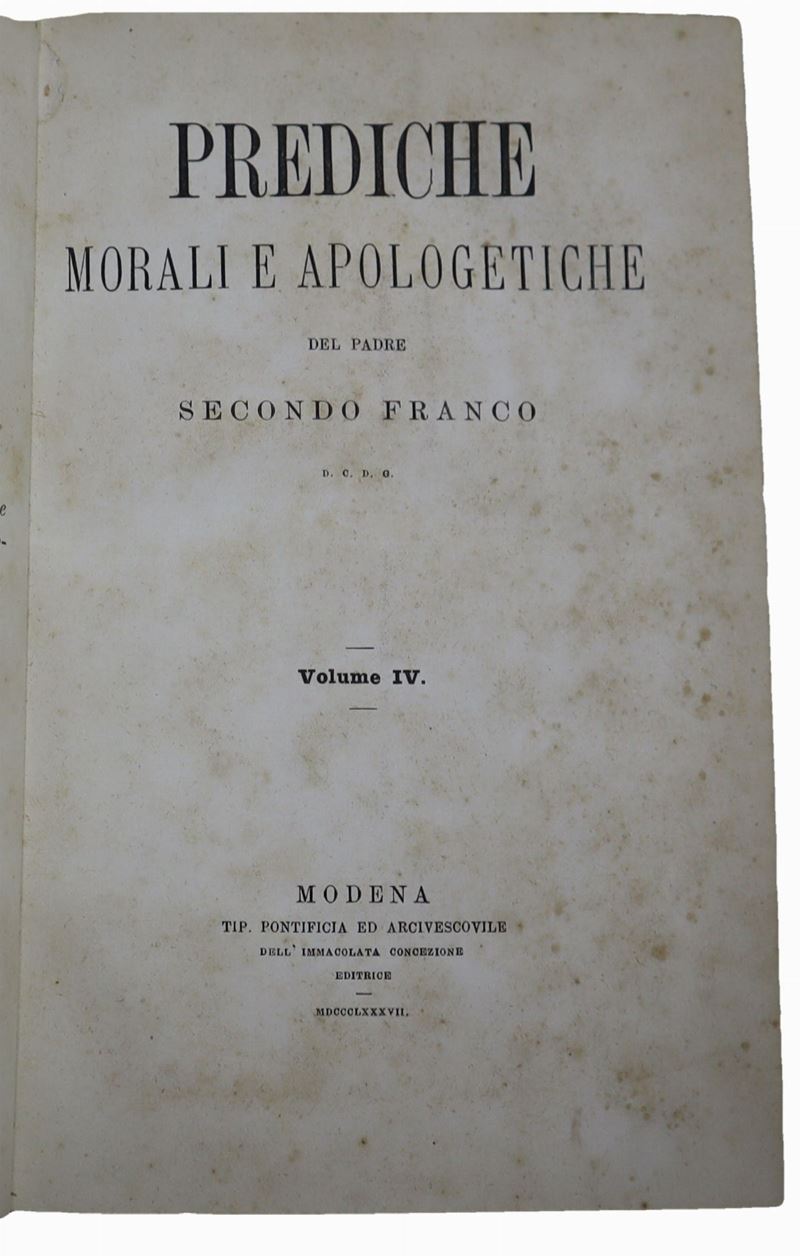 PREDICHE
MORALI E APOLOGETICHE
DEL PADRE
SECONDO FRANCO
D. C. D. G.
Volume IV.
MODENA
TIP. PONTIFICIA ED ARCIVESCOVILE
DELL' IMMACOLATA CONCEZIONE
EDITRICE
MDCCCLXXXVII.